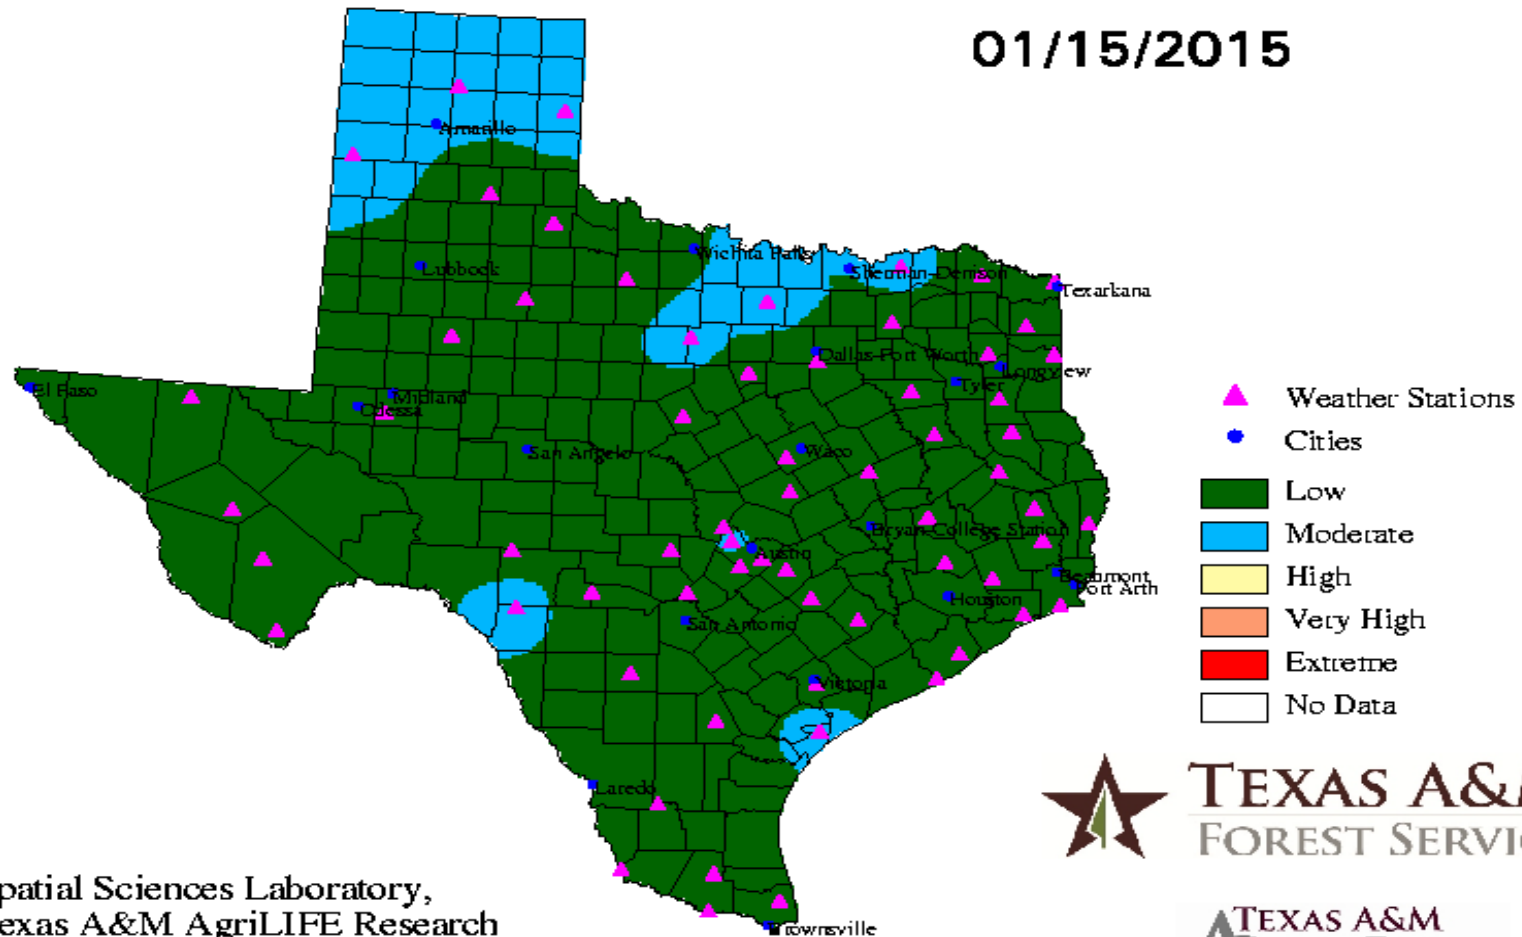 01/15/2015
Amarillo
Wichita Falls
Lubbock
Sherman-Denison
Texarkana
Dallas-Fort Worth
Longview
Tyler
El Paso
Midland
Odessa
San Angelo
Waco
Bryan-College Station
Austin
Beaumont
Port Arth
Houston
San Antonio
Victoria
Laredo
Brownsville
Weather Stations
Cities
Low
Moderate
High
Very High
Extreme
No Data
TEXAS A&M
FOREST SERVIC
patial Sciences Laboratory,
exas A&M AgriLIFE Research
TEXAS A&M